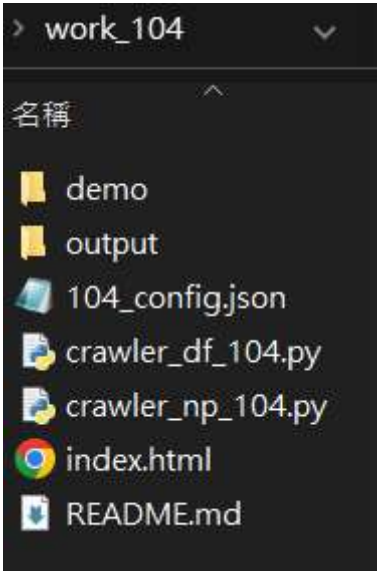 work_104
名稱
demo
output
104_config.json
crawler_df_104.py
crawler_np_104.py
index.html
README.md